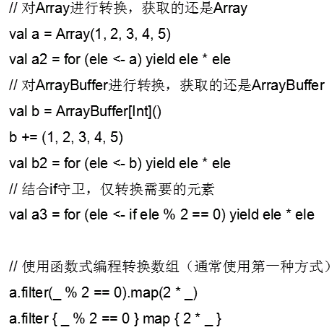 // 对Array进行转换，获取的还是Array
val a = Array(1, 2, 3, 4, 5)
val a2 = for (ele <- a) yield ele * ele
// 对ArrayBuffer进行转换，获取的还是ArrayBuffer
val b = ArrayBuffer[Int]()
b += (1, 2, 3, 4, 5)
val b2 = for (ele <- b) yield ele * ele
// 结合if守卫，仅转换需要的元素
val a3 = for (ele <- if ele % 2 == 0) yield ele * ele
// 使用函数式编程转换数组（通常使用第一种方式）
a.filter(_ % 2 == 0).map(2 * _)
a.filter { _ % 2 == 0 } map { 2 * _ }